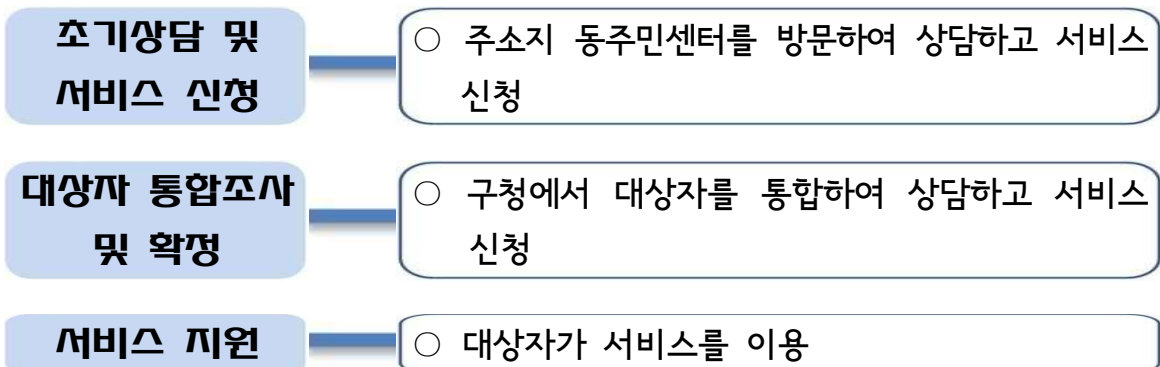 초기상담 및
서비스 신청
○ 주소지 동주민센터를 방문하여 상담하고 서비스
신청
대상자 통합조사
및 확정
○ 구청에서 대상자를 통합하여 상담하고 서비스
신청
서비스 지원
○ 대상자가 서비스를 이용